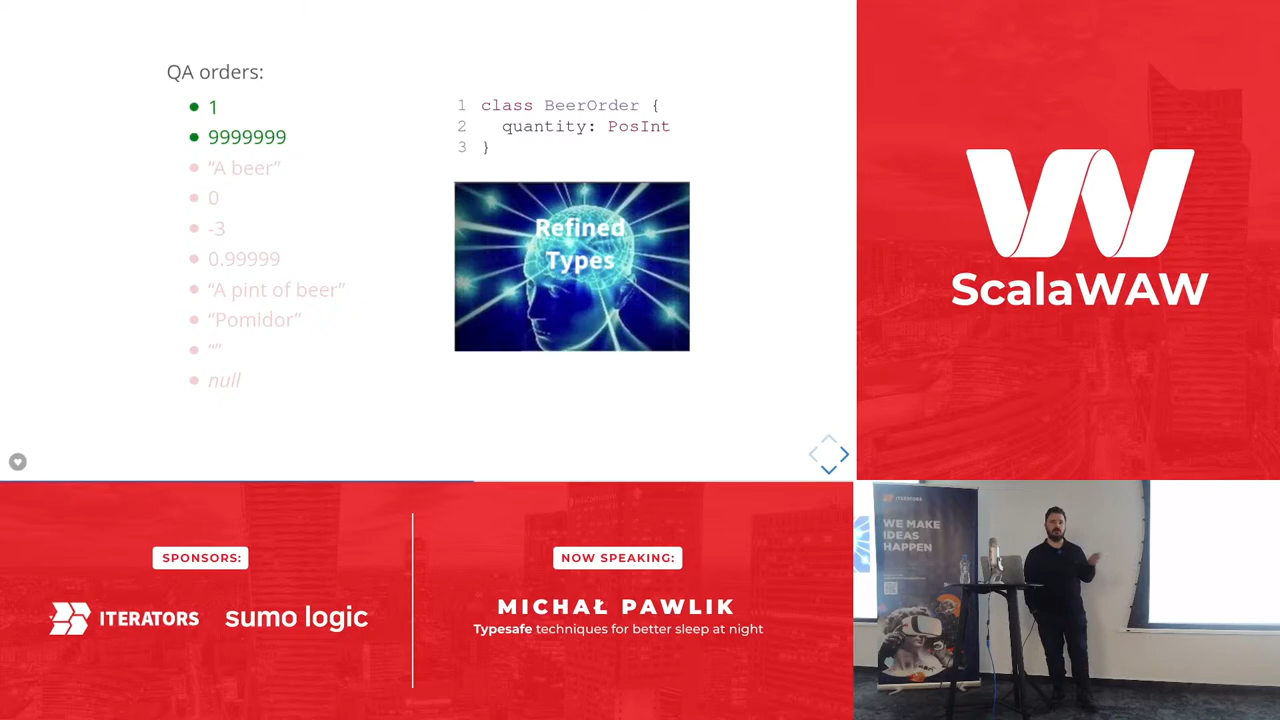 QA orders:
1
9999999
“A beer”
0
-3
0.99999
“A pint of beer”
“Pomidor”
“”
null
1 class BeerOrder {
2 quantity: PosInt
3 }
Refined
Types
ScalaWAW
SPONSORS:
ITERATORS
sumo logic
NOW SPEAKING:
MICHAŁ PAWLIK
Typesafe techniques for better sleep at night
ITERATORS
WE MAKE
IDEAS
HAPPEN